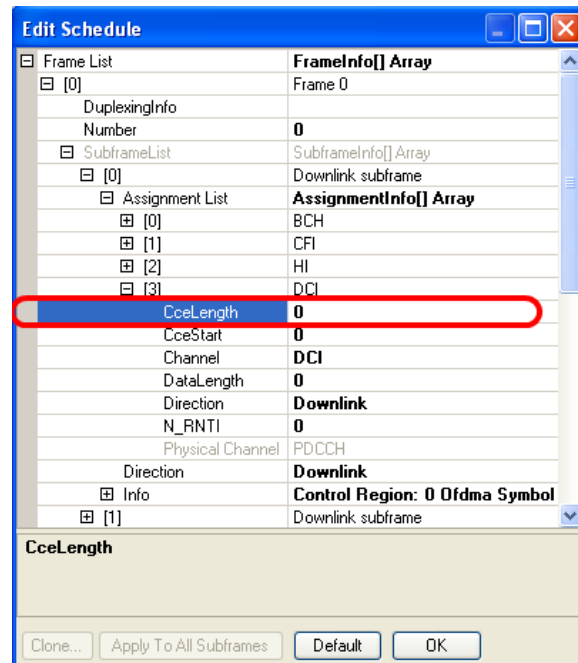 Edit Schedule
Frame List FrameInfo[] Array
[0] Frame 0
DuplexingInfo
Number 0
SubframeList SubframeInfo[] Array
[0] Downlink subframe
Assignment List AssignmentInfo[] Array
[0] BCH
[1] CFI
[2] HI
[3] DCI
CceLength 0
CceStart 0
Channel DCI
DataLength 0
Direction Downlink
N_RNTI 0
Physical Channel PDCCH
Direction Downlink
Info Control Region: 0 Ofdma Symbol
[1] Downlink subframe
CceLength
Clone... Apply To All Subframes Default OK